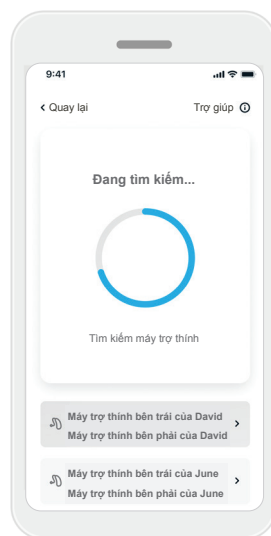 9:41
Quay lại
Trợ giúp
Đang tìm kiếm...
Tìm kiếm máy trợ thính
Máy trợ thính bên trái của David
Máy trợ thính bên phải của David
Máy trợ thính bên trái của June
Máy trợ thính bên phải của June